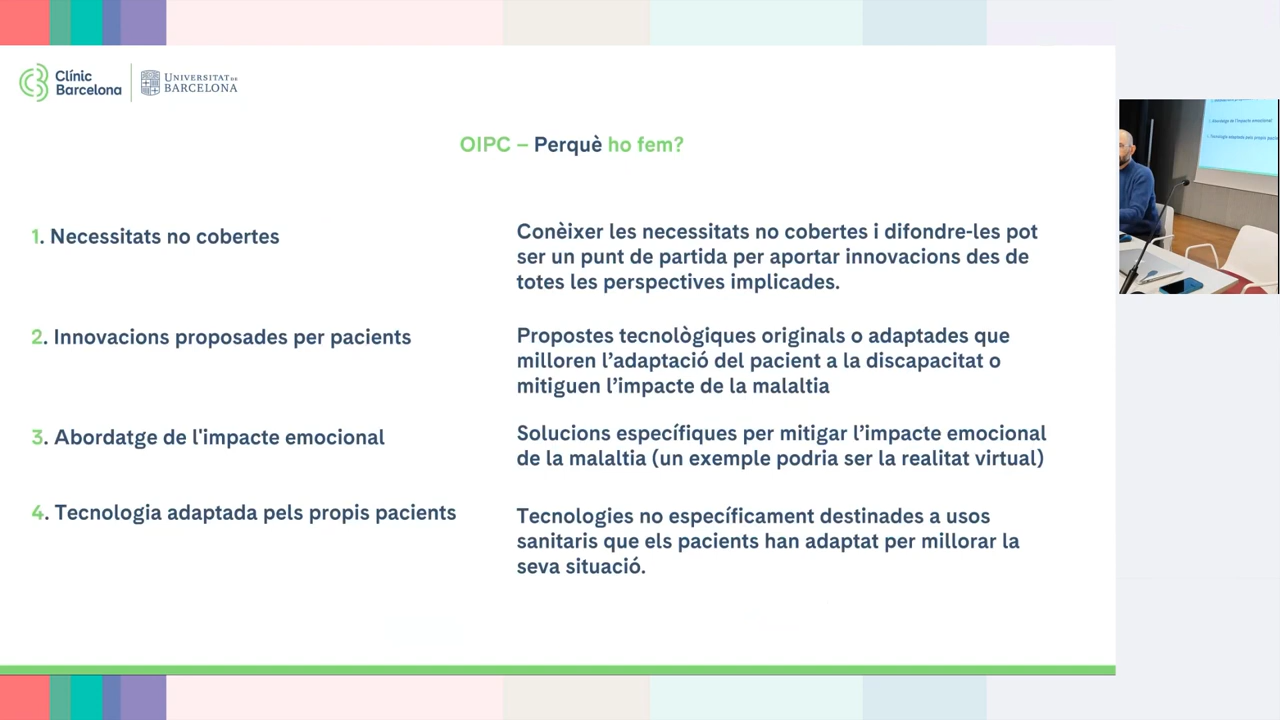 Clínic
Barcelona
UNIVERSITAT DE
BARCELONA
OIPC – Perquè ho fem?
1. Necessitats no cobertes
Conèixer les necessitats no cobertes i difondre-les pot
ser un punt de partida per aportar innovacions des de
totes les perspectives implicades.
2. Innovacions proposades per pacients
Propostes tecnològiques originals o adaptades que
milloren l’adaptació del pacient a la discapacitat o
mitiguen l’impacte de la malaltia
3. Abordatge de l'impacte emocional
Solucions específiques per mitigar l’impacte emocional
de la malaltia (un exemple podria ser la realitat virtual)
4. Tecnologia adaptada pels propis pacients
Tecnologies no específicament destinades a usos
sanitaris que els pacients han adaptat per millorar la
seva situació.